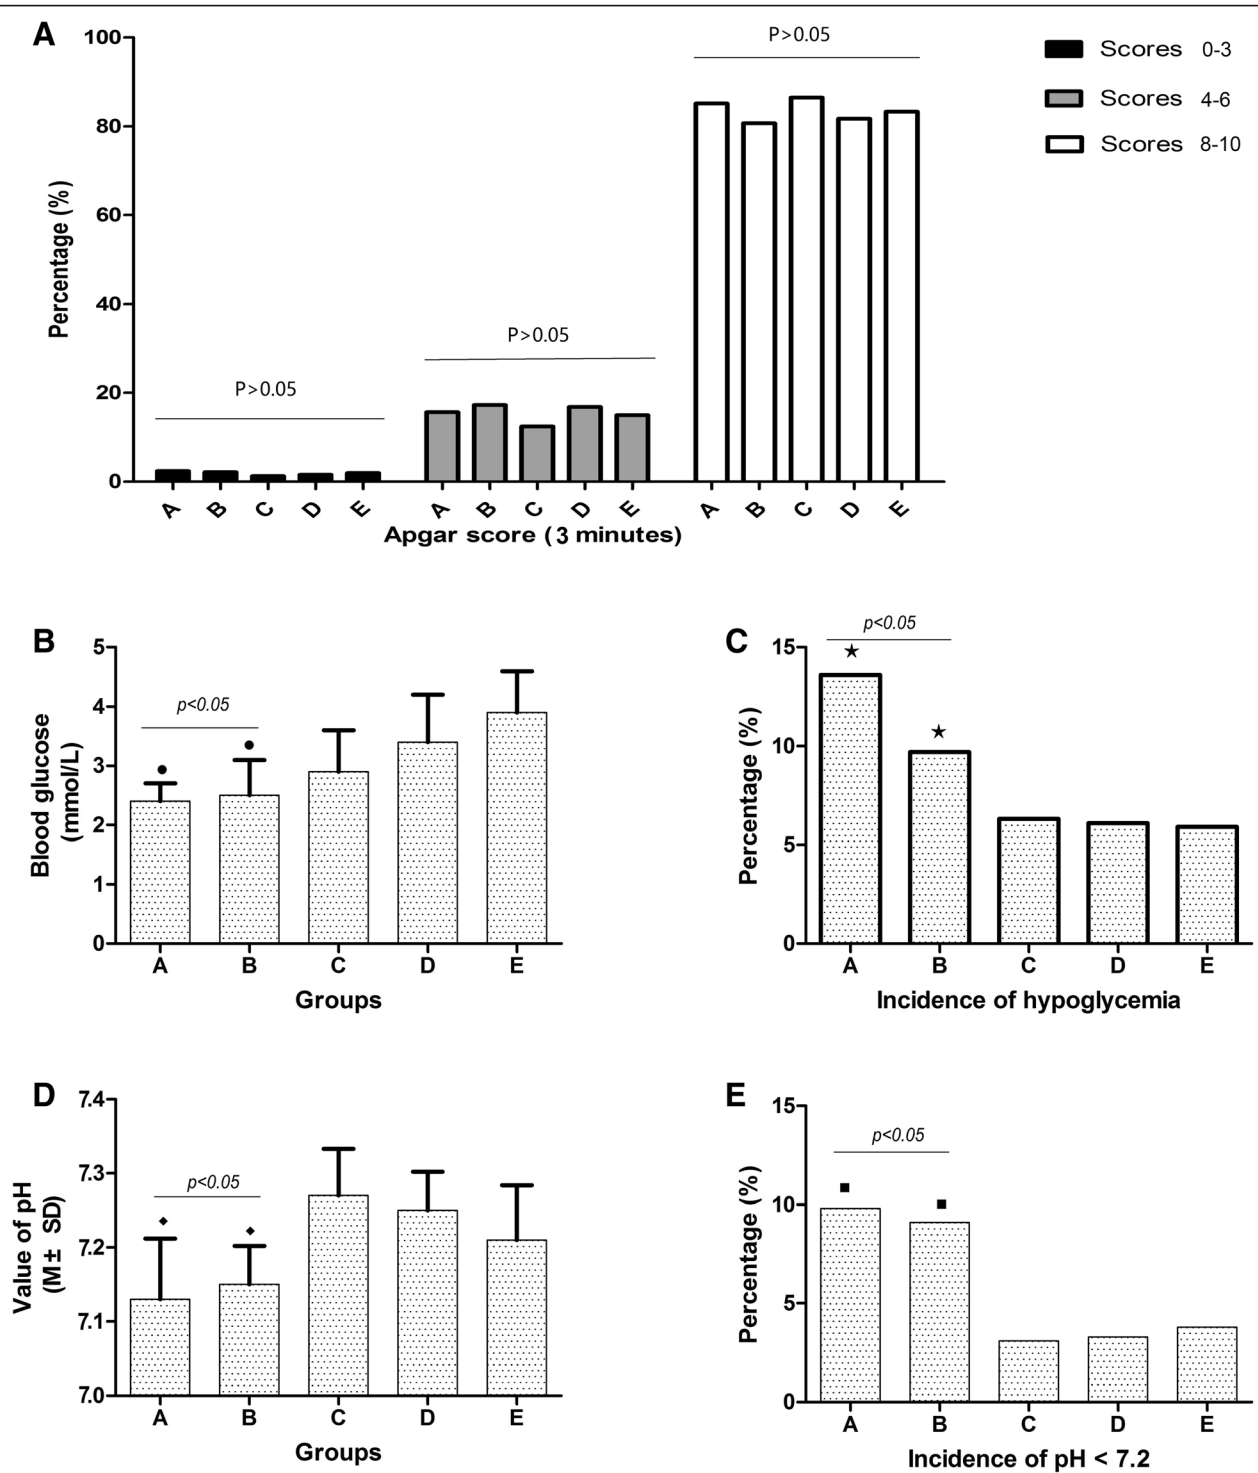 A
100
80
60
40
20
0
Percentage (%)
P>0.05
P>0.05
P>0.05
Scores 0-3
Scores 4-6
Scores 8-10
A B C D E A B C D E A B C D E
Apgar score (3 minutes)
B
5
4
3
2
1
0
Blood glucose
(mmol/L)
p<0.05
A B C D E
Groups
C
15
10
5
0
Percentage (%)
p<0.05
A B C D E
Incidence of hypoglycemia
D
7.4
7.3
7.2
7.1
7.0
Value of pH
(M ± SD)
p<0.05
A B C D E
Groups
E
15
10
5
0
Percentage (%)
p<0.05
A B C D E
Incidence of pH < 7.2